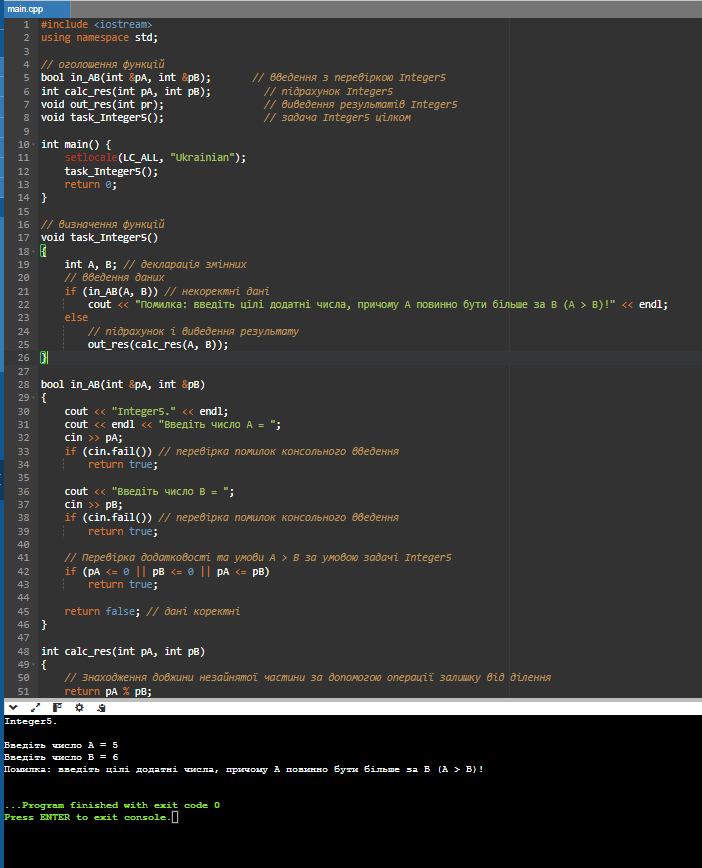 main.cpp
1 #include <iostream>
2 using namespace std;
3
4 // оголошення функцій
5 bool in_AB(int &pA, int &pB); // введення з перевіркою Integer5
6 int calc_res(int pA, int pB); // підрахунок Integer5
7 void out_res(int pr); // виведення результатів Integer5
8 void task_Integer5(); // задача Integer5 цілком
9
10 int main() {
11 setlocale(LC_ALL, "Ukrainian");
12 task_Integer5();
13 return 0;
14 }
15
16 // визначення функцій
17 void task_Integer5()
18 {
19 int A, B; // декларація змінних
20 // введення даних
21 if (in_AB(A, B)) // некоректні дані
22 cout << "Помилка: введіть цілі додатні числа, причому A повинно бути більше за B (A > B)!" << endl;
23 else
24 // підрахунок і виведення результату
25 out_res(calc_res(A, B));
26 }
27
28 bool in_AB(int &pA, int &pB)
29 {
30 cout << "Integer5." << endl;
31 cout << endl << "Введіть число A = ";
32 cin >> pA;
33 if (cin.fail()) // перевірка помилок консольного введення
34 return true;
35
36 cout << "Введіть число B = ";
37 cin >> pB;
38 if (cin.fail()) // перевірка помилок консольного введення
39 return true;
40
41 // Перевірка додатковості та умови A > B за умовою задачі Integer5
42 if (pA <= 0 || pB <= 0 || pA <= pB)
43 return true;
44
45 return false; // дані коректні
46 }
47
48 int calc_res(int pA, int pB)
49 {
50 // Знаходження довжини незайнятої частини за допомогою операції залишку від ділення
51 return pA % pB;
Integer5.
Введіть число A = 5
Введіть число B = 6
Помилка: введіть цілі додатні числа, причому A повинно бути більше за B (A > B)!
...Program finished with exit code 0
Press ENTER to exit console.